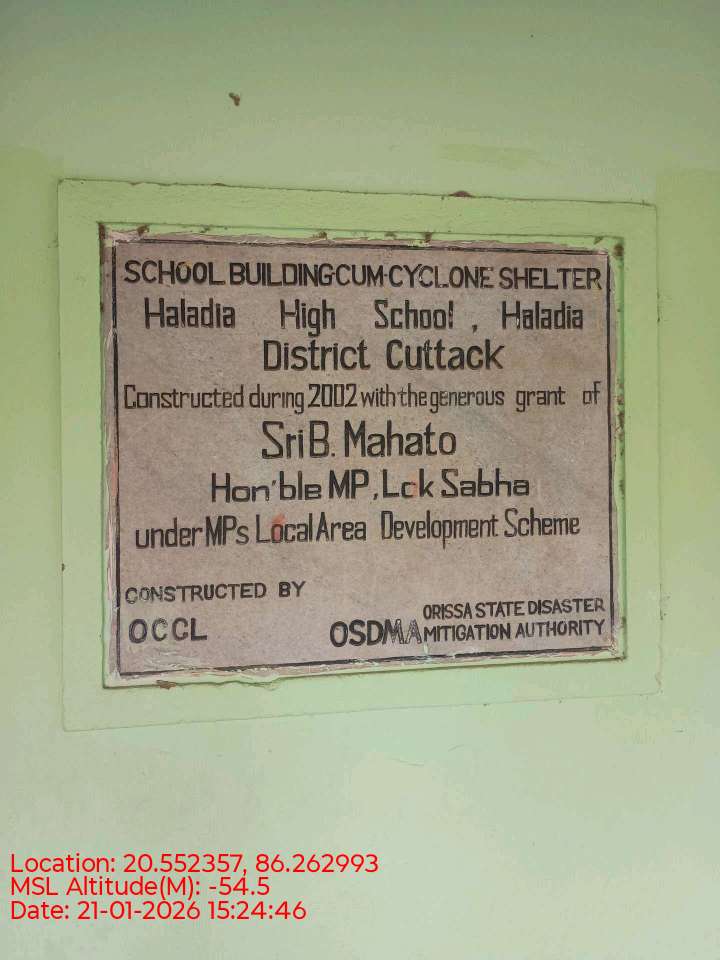 SCHOOL BUILDING-CUM-CYCLONE SHELTER
Haladia High School , Haladia
District Cuttack
Constructed during 2002 with the generous grant of
Sri B. Mahato
Hon'ble MP, Lok Sabha
under MPs Local Area Development Scheme
CONSTRUCTED BY
OCCL
OSDMA ORISSA STATE DISASTER
MITIGATION AUTHORITY
Location: 20.552357, 86.262993
MSL Altitude(M): -54.5
Date: 21-01-2026 15:24:46